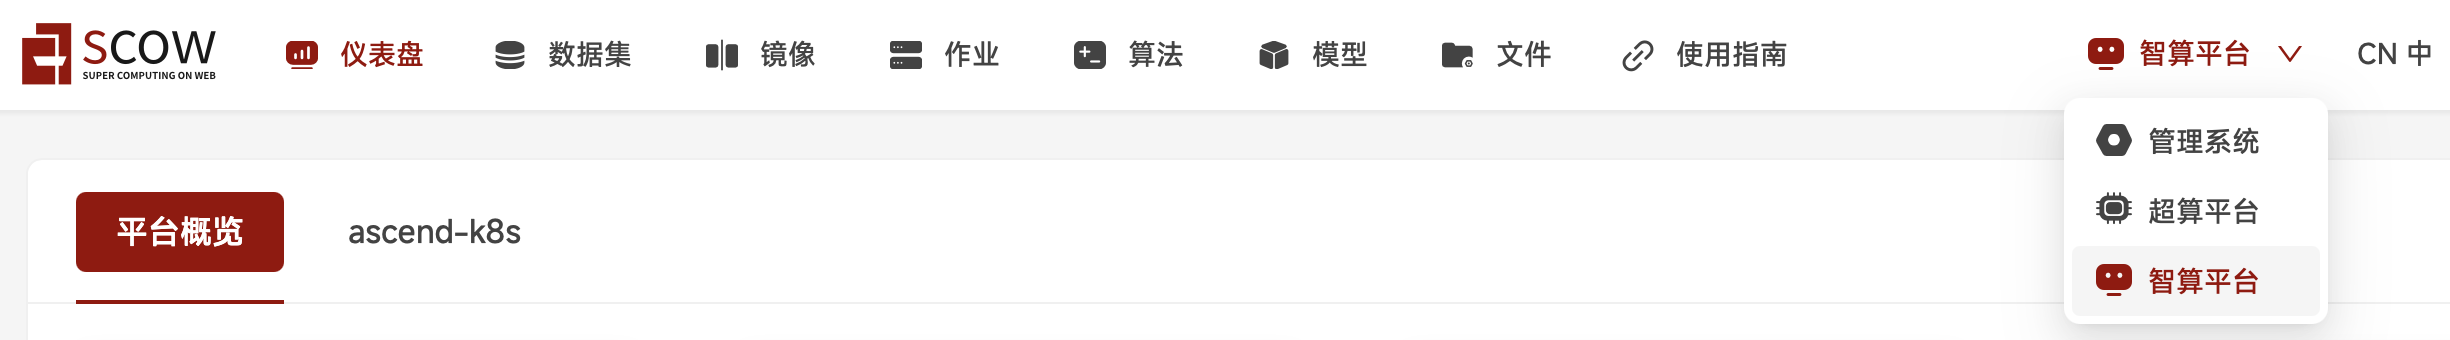 SCOW
SUPER COMPUTING ON WEB
仪表盘 数据集 镜像 作业 算法 模型 文件 使用指南 智算平台 CN 中
管理系统
超算平台
智算平台
平台概览 ascend-k8s